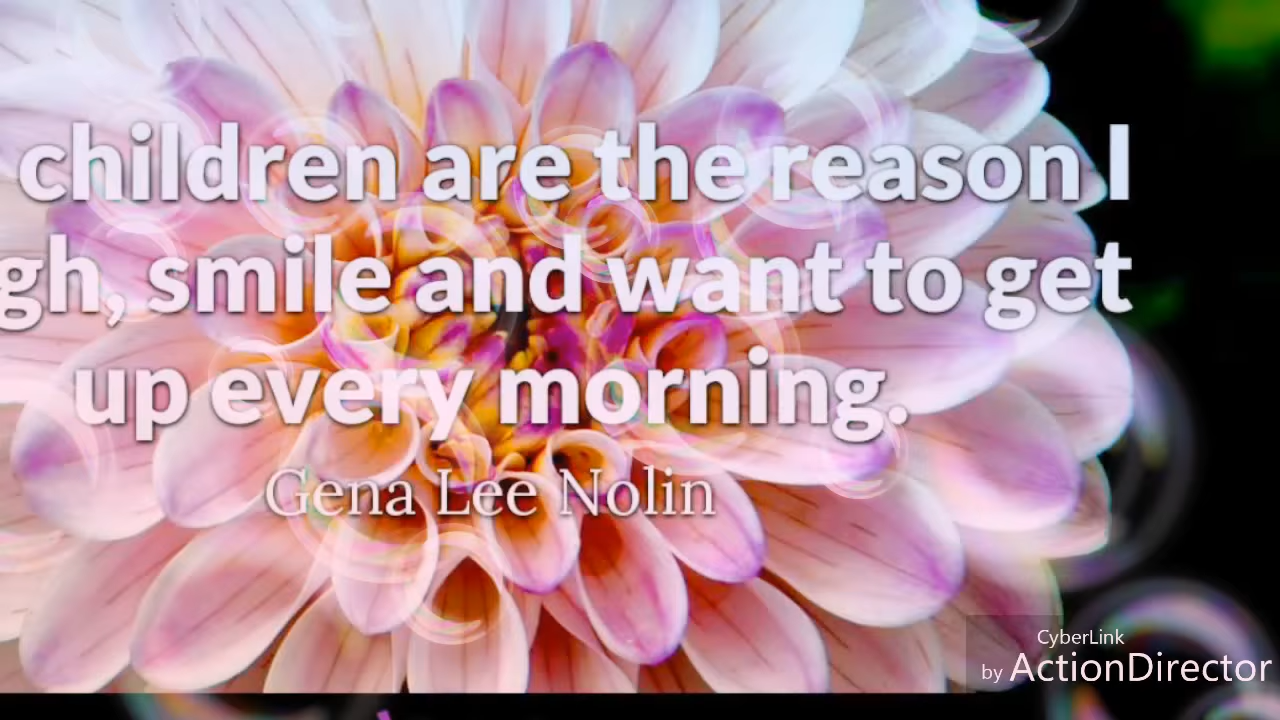 children are the reason I
gh, smile and want to get
up every morning.
Gena Lee Nolin
CyberLink
by ActionDirector